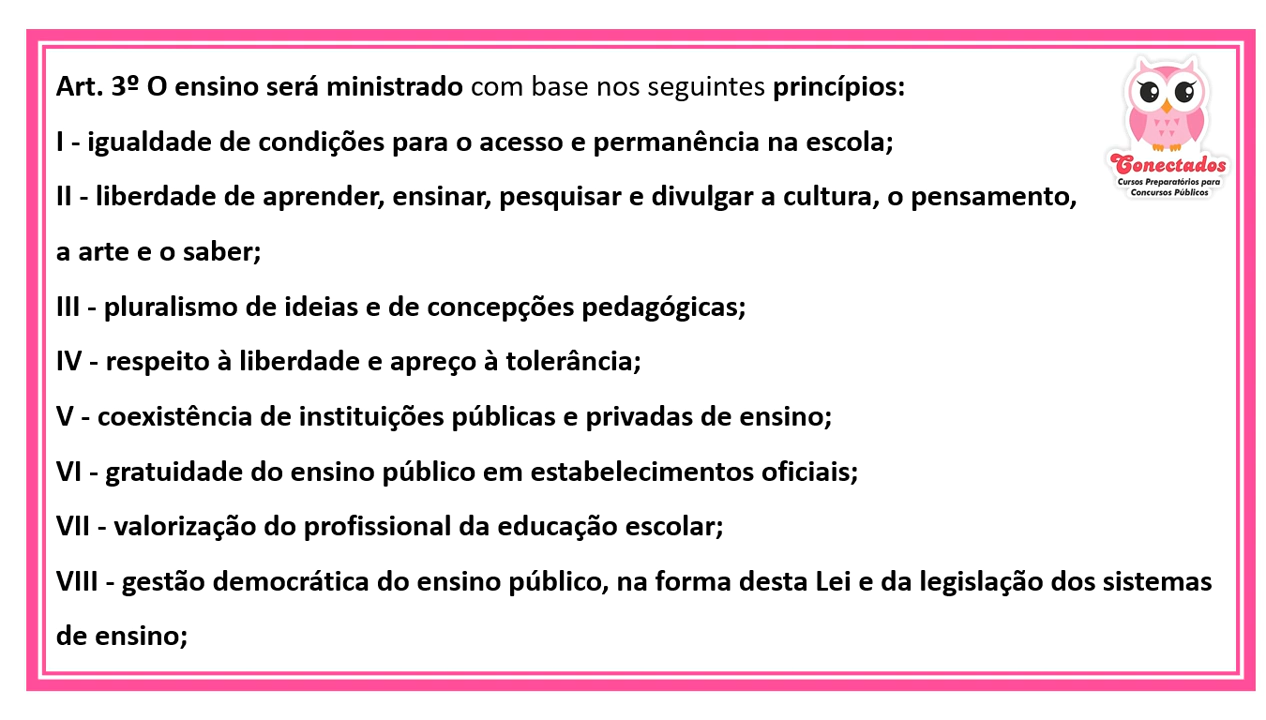 Art. 3º O ensino será ministrado com base nos seguintes princípios:
I - igualdade de condições para o acesso e permanência na escola;
II - liberdade de aprender, ensinar, pesquisar e divulgar a cultura, o pensamento,
a arte e o saber;
III - pluralismo de ideias e de concepções pedagógicas;
IV - respeito à liberdade e apreço à tolerância;
V - coexistência de instituições públicas e privadas de ensino;
VI - gratuidade do ensino público em estabelecimentos oficiais;
VII - valorização do profissional da educação escolar;
VIII - gestão democrática do ensino público, na forma desta Lei e da legislação dos sistemas
de ensino;
Conectados
Cursos Preparatórios para
Concursos Públicos